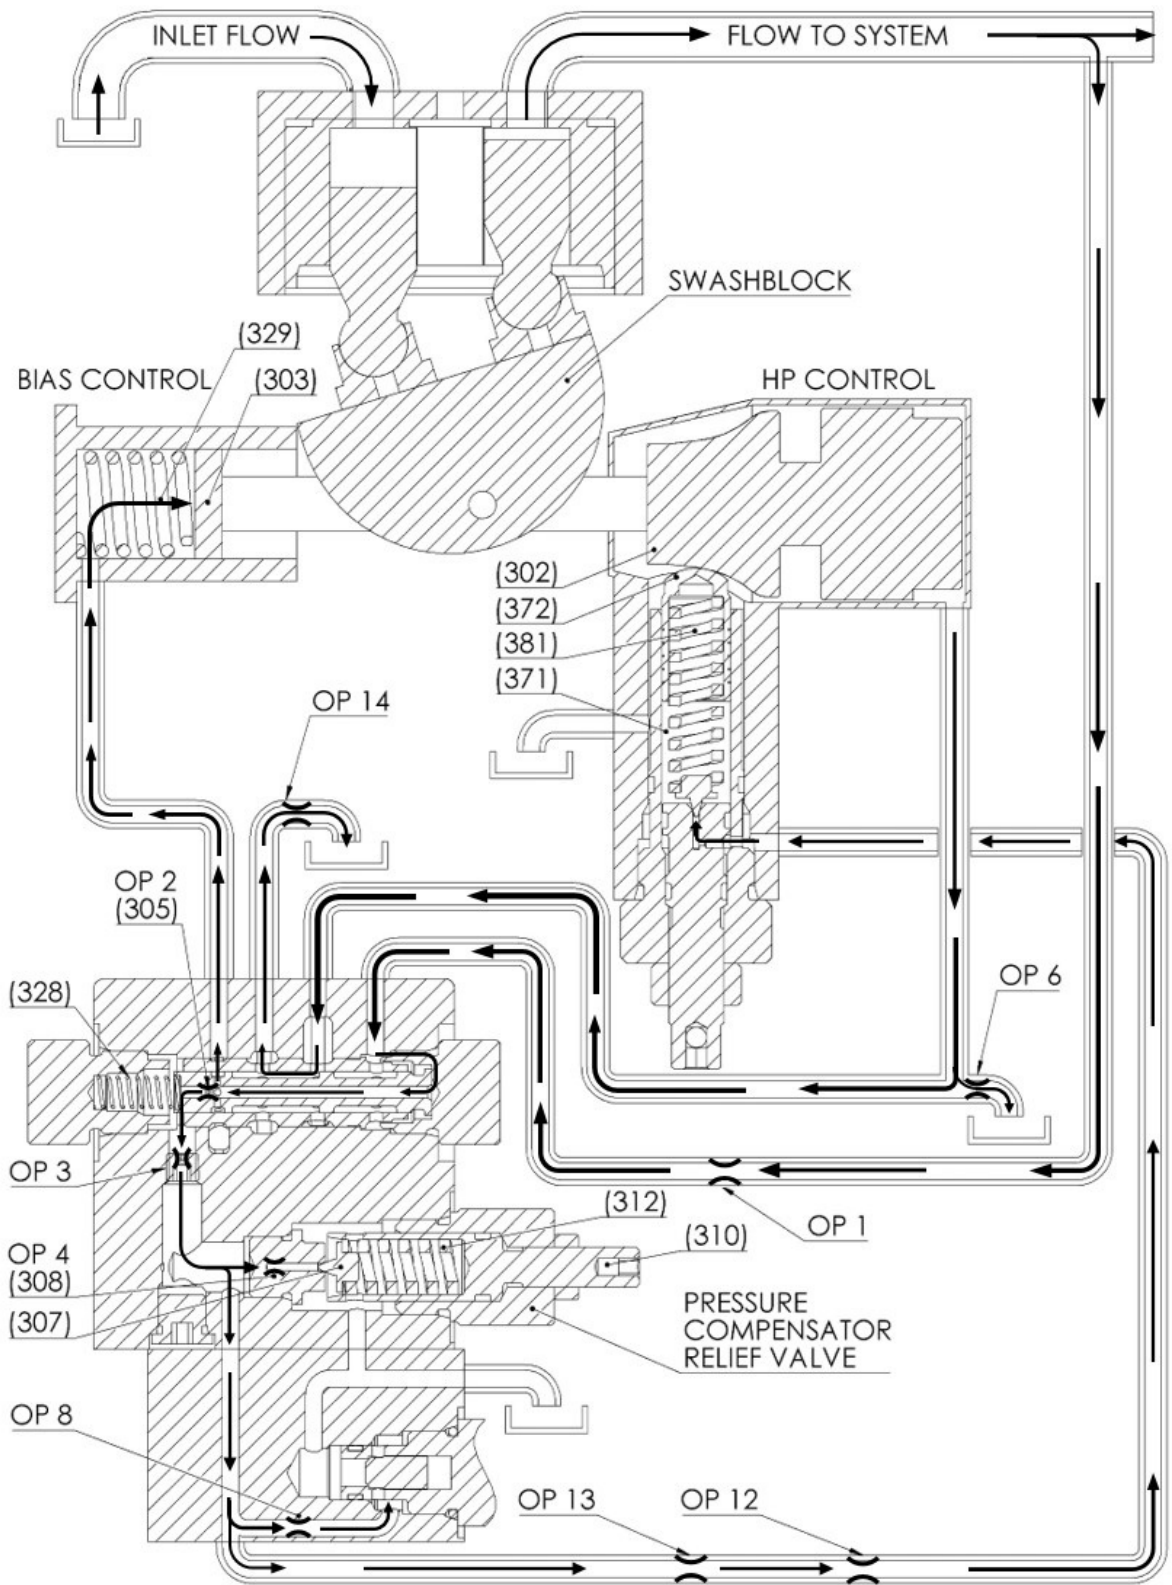 INLET FLOW
FLOW TO SYSTEM
SWASHBLOCK
(329)
BIAS CONTROL
(303)
HP CONTROL
(302)
(372)
(381)
(371)
OP 14
OP 2
(305)
(328)
OP 6
OP 3
(312)
OP 1
(310)
OP 4
(308)
(307)
PRESSURE
COMPENSATOR
RELIEF VALVE
OP 8
OP 13
OP 12